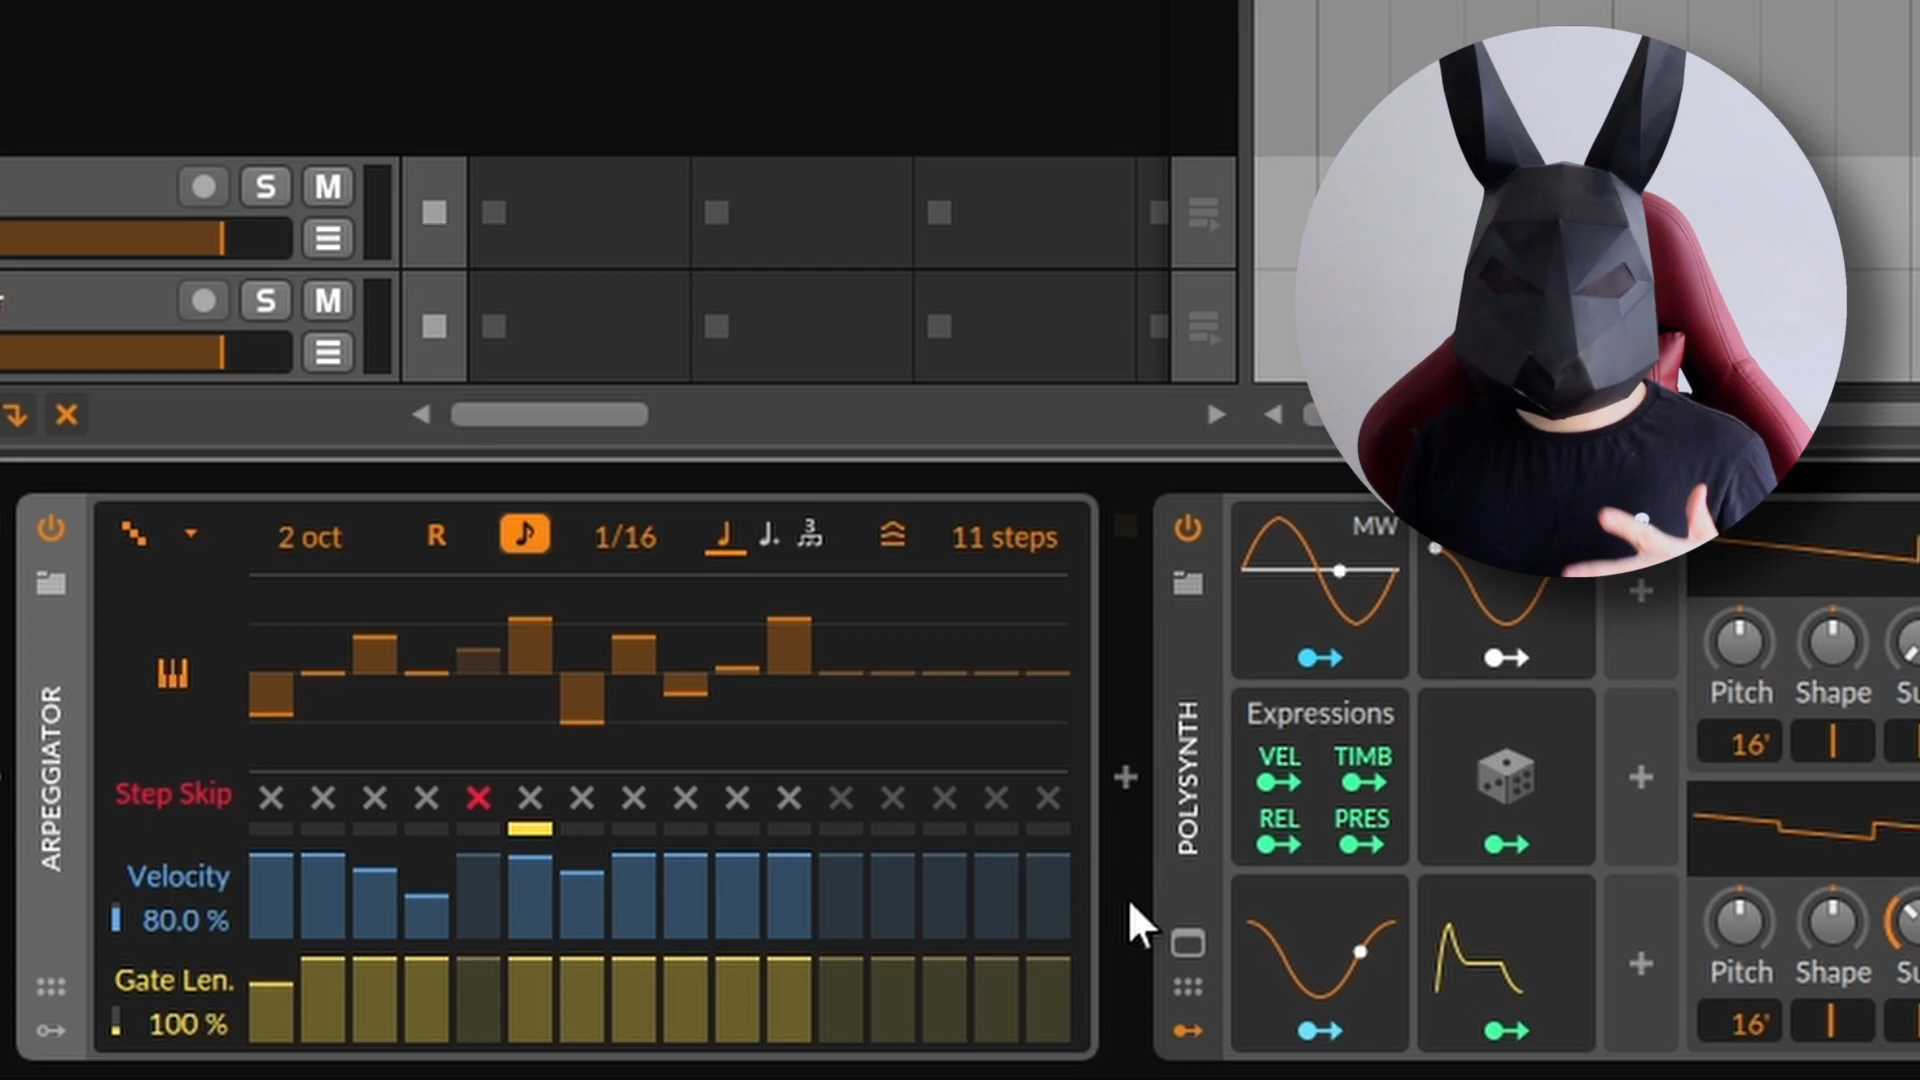 S M
S M
2 oct R 1/16 3 11 steps
ARPEGGIATOR
Step Skip
Velocity
80.0 %
Gate Len.
100 %
POLYSYNTH
MW
Expressions
VEL TIMB
REL PRES
Pitch Shape
16'
Pitch Shape
16'